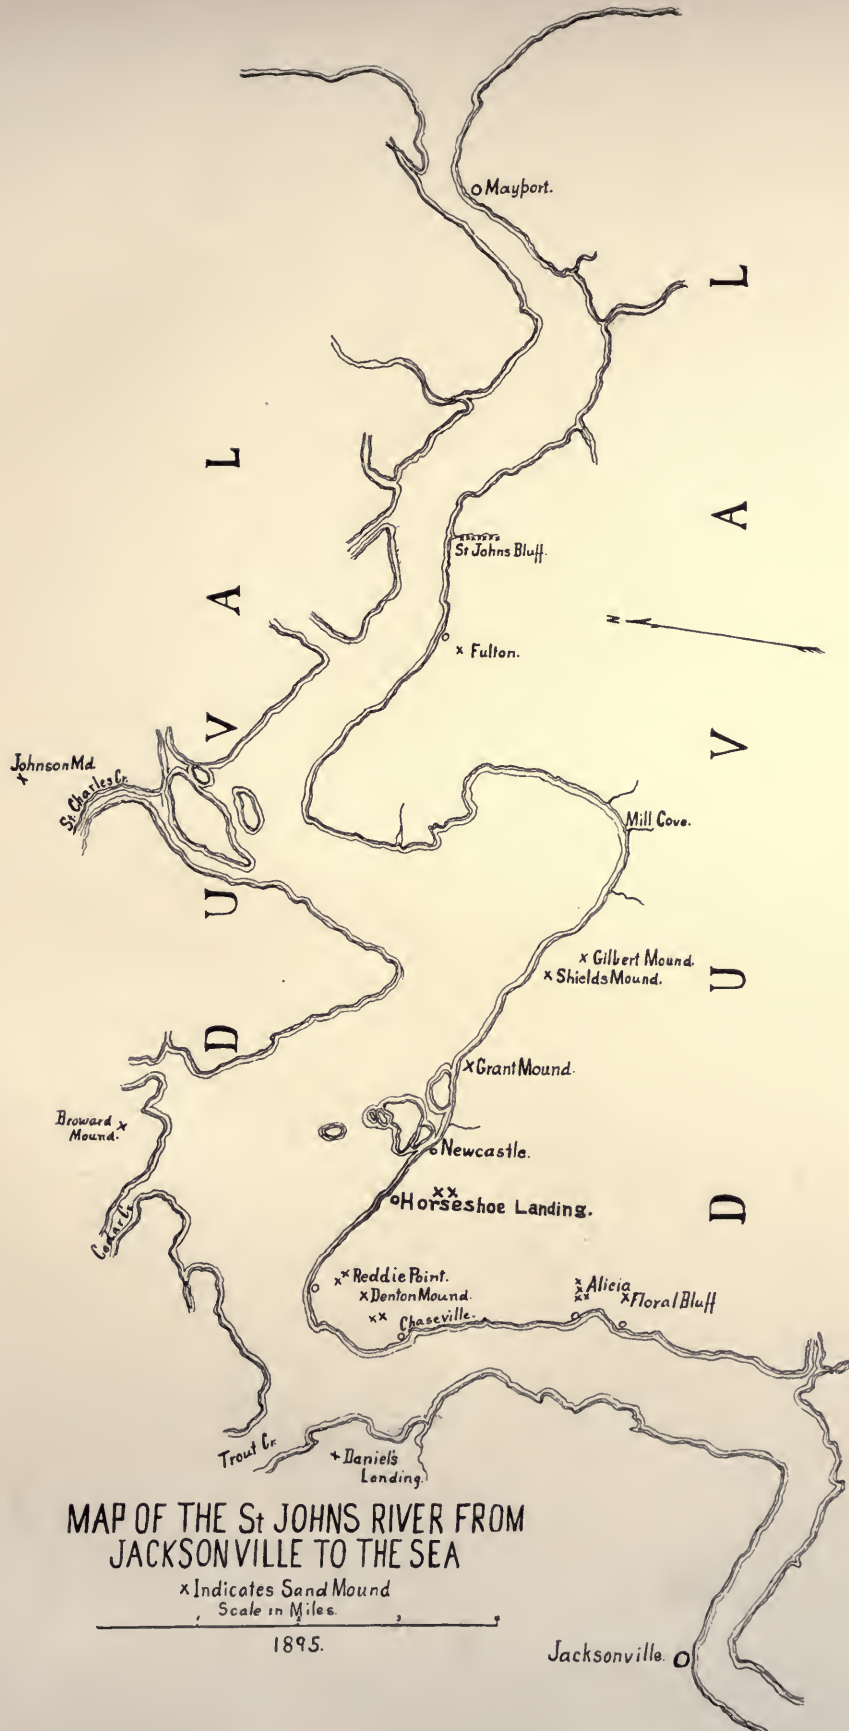 Mayport.
L
L
A
St Johns Bluff.
N
A
Fulton.
V
V
Johnson Md.
St. Charles Cr.
Mill Cove.
U
Gilbert Mound.
Shields Mound.
U
D
Grant Mound.
Broward
Mound.
Newcastle.
Horseshoe Landing.
D
Cedar Cr.
Reddie Point.
Denton Mound.
Chaseville.
Alicia
Floral Bluff
Trout Cr.
Daniel's
Landing.
MAP OF THE St JOHNS RIVER FROM
JACKSONVILLE TO THE SEA
x Indicates Sand Mound
Scale in Miles.
1895.
Jacksonville.